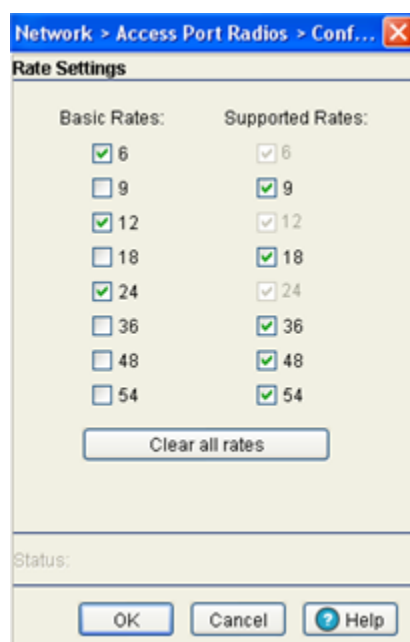 Network > Access Port Radios > Conf...
Rate Settings
Basic Rates: Supported Rates:
6 6
9 9
12 12
18 18
24 24
36 36
48 48
54 54
Clear all rates
Status:
OK Cancel ? Help